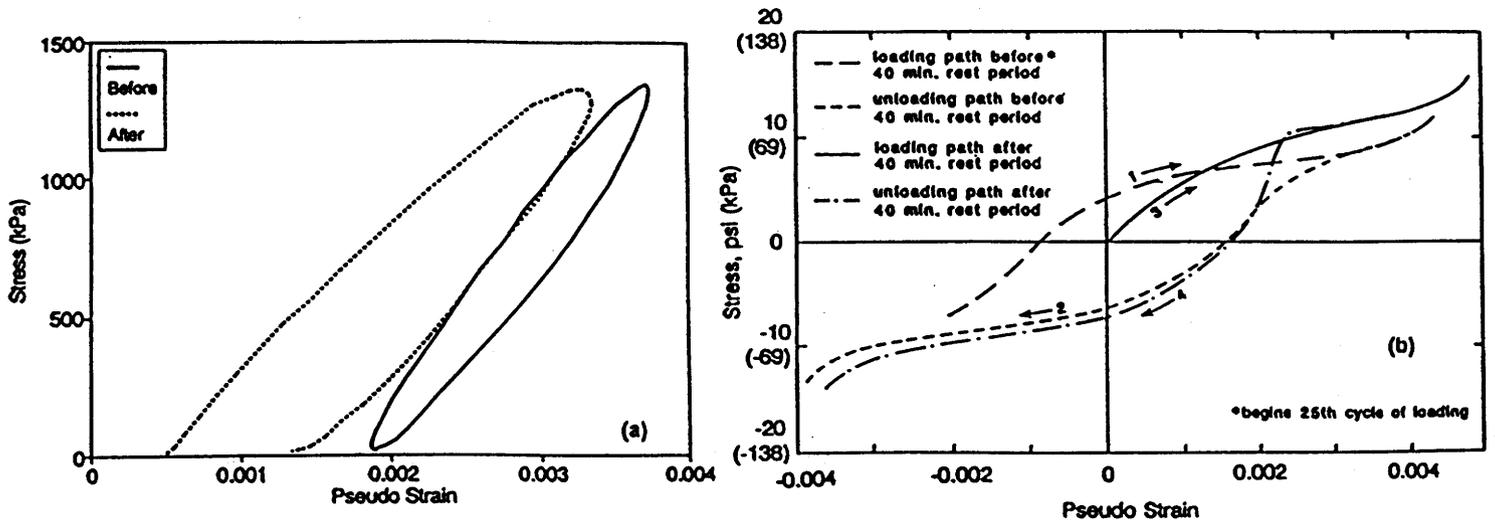 1500
1000
500
0
Stress (kPa)
Before
After
(a)
0
0.001
0.002
0.003
0.004
Pseudo Strain
20
(138)
10
(69)
0
-10
(-69)
-20
(-138)
Stress, psi (kPa)
loading path before*
40 min. rest period
unloading path before
40 min. rest period
loading path after
40 min. rest period
unloading path after
40 min. rest period
1
3
2
4
(b)
*begins 25th cycle of loading
-0.004
-0.002
0
0.002
0.004
Pseudo Strain